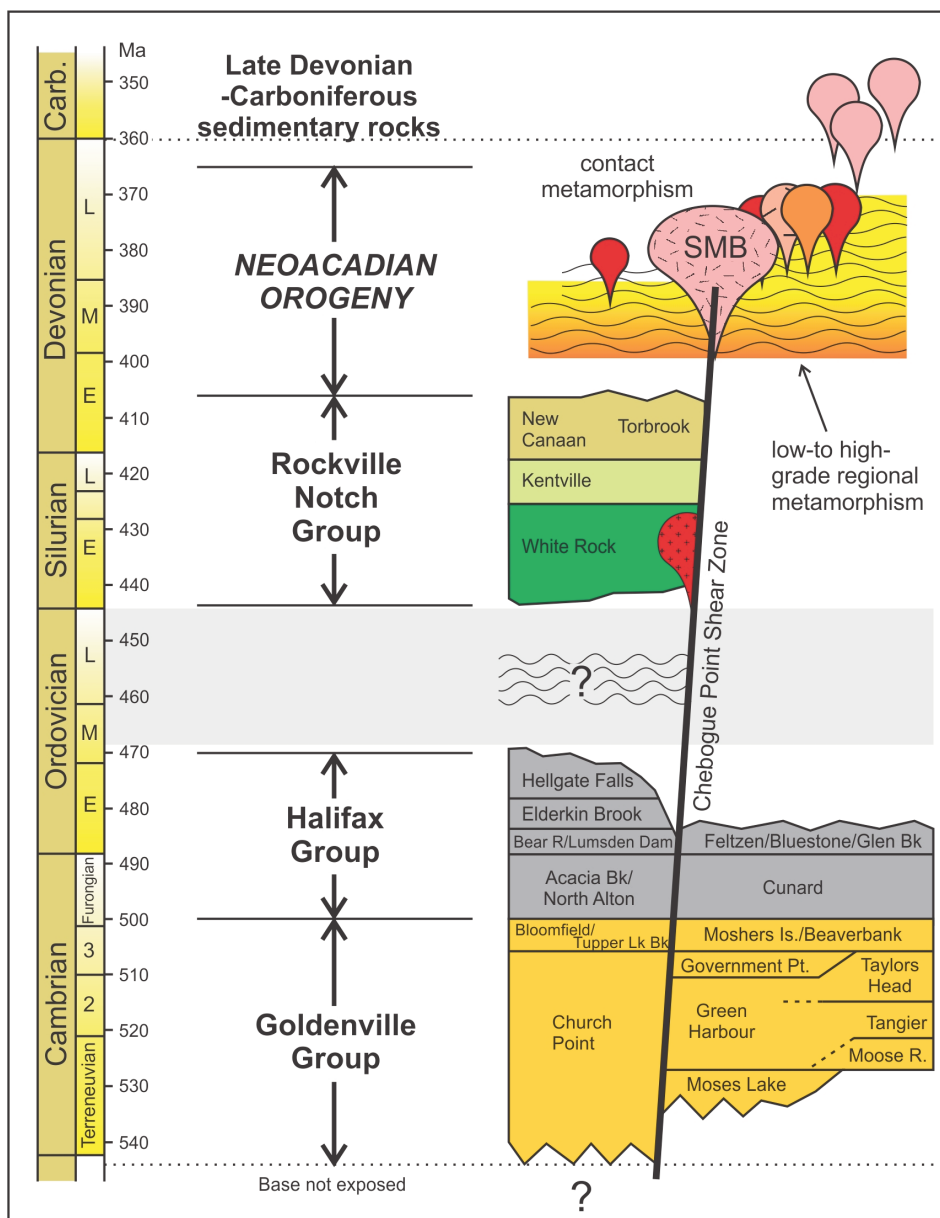 Ma
350
360
370
380
390
400
410
420
430
440
450
460
470
480
490
500
510
520
530
540
Carb.
Devonian
Silurian
Ordovician
Cambrian
L
M
E
L
E
L
M
E
Furongian
3
2
Terreneuvian
Late Devonian
-Carboniferous
sedimentary rocks
NEOACADIAN
OROGENY
Rockville
Notch
Group
Halifax
Group
Goldenville
Group
Base not exposed
contact
metamorphism
SMB
low-to high-
grade regional
metamorphism
New
Canaan
Torbrook
Kentville
White Rock
Chebogue Point Shear Zone
?
Hellgate Falls
Elderkin Brook
Bear R/Lumsden Dam
Feltzen/Bluestone/Glen Bk
Acacia Bk/
North Alton
Cunard
Bloomfield/
Tupper Lk Bk
Moshers Is./Beaverbank
Government Pt.
Taylors
Head
Green
Harbour
Church
Point
Tangier
Moose R.
Moses Lake
?